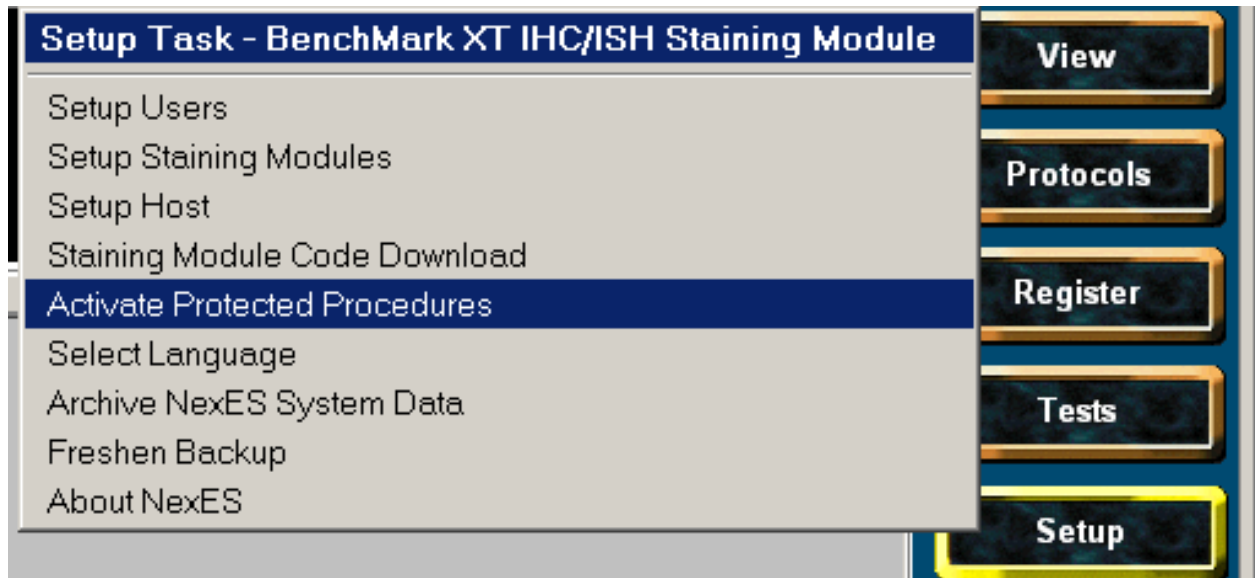 Setup Task - BenchMark XT IHC/ISH Staining Module
Setup Users
Setup Staining Modules
Setup Host
Staining Module Code Download
Activate Protected Procedures
Select Language
Archive NexES System Data
Freshen Backup
About NexES
View
Protocols
Register
Tests
Setup